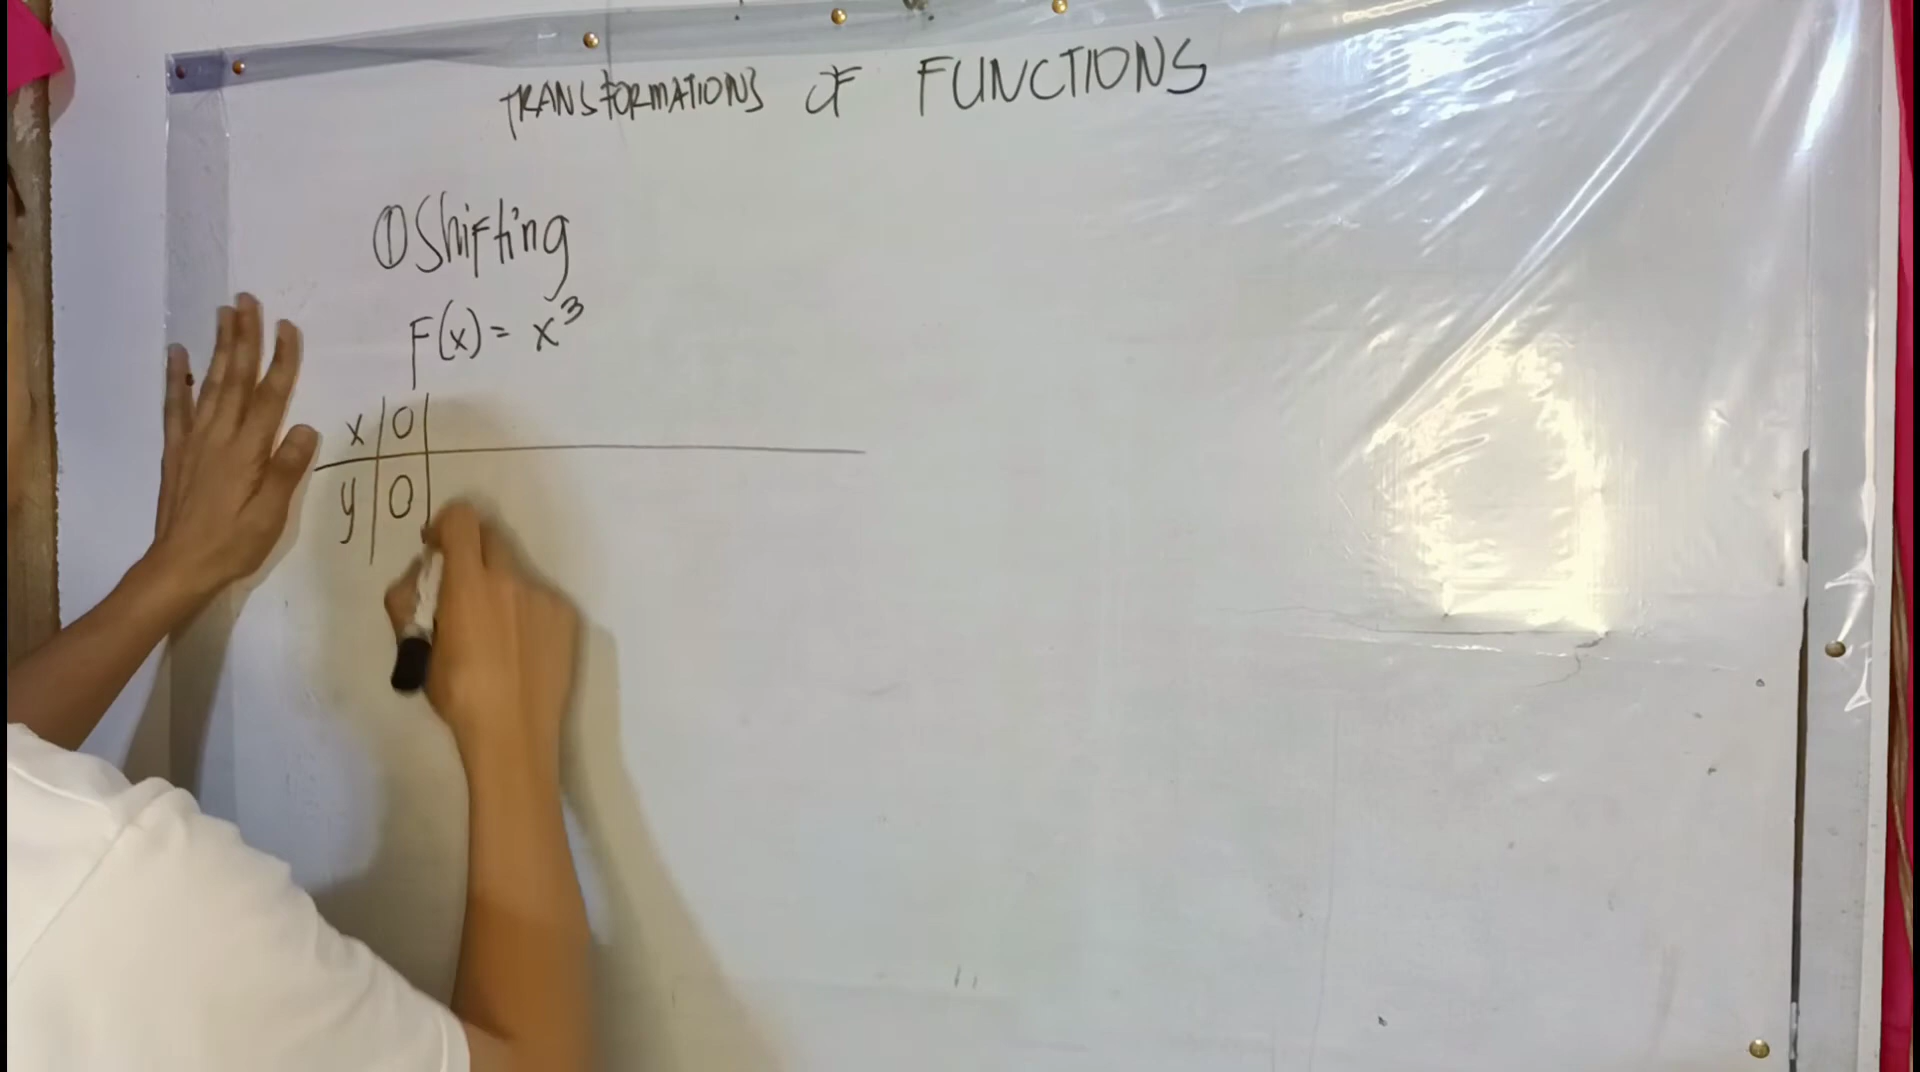 TRANSFORMATIONS OF FUNCTIONS
① Shifting
F(x) = x³
x | 0 |
y | 0 |